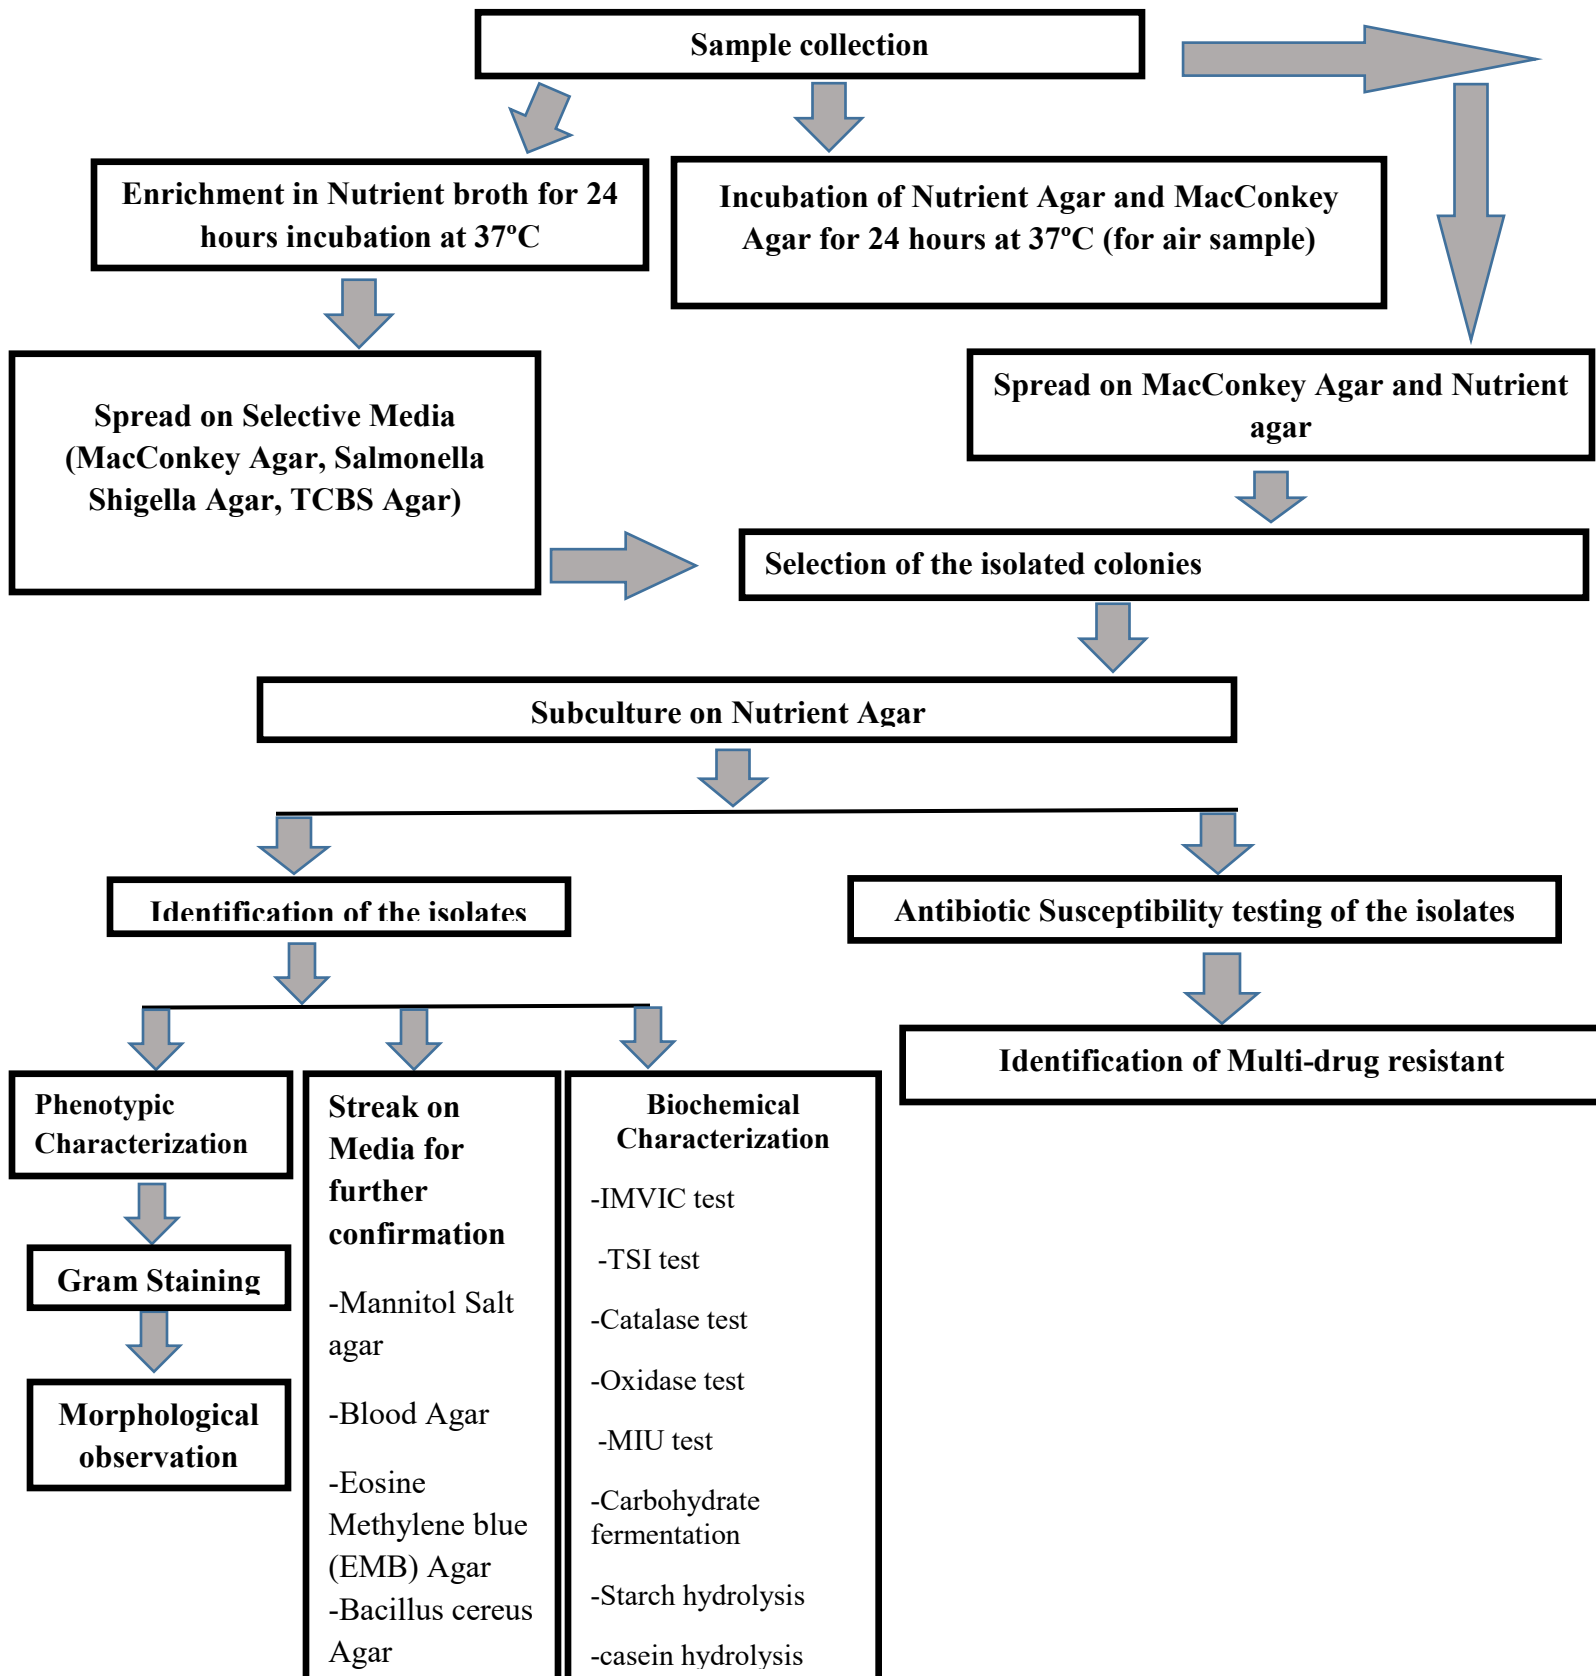 Sample collection
Enrichment in Nutrient broth for 24
hours incubation at 37ºC
Incubation of Nutrient Agar and MacConkey
Agar for 24 hours at 37ºC (for air sample)
Spread on Selective Media
(MacConkey Agar, Salmonella
Shigella Agar, TCBS Agar)
Spread on MacConkey Agar and Nutrient
agar
Selection of the isolated colonies
Subculture on Nutrient Agar
Identification of the isolates
Antibiotic Susceptibility testing of the isolates
Identification of Multi-drug resistant
Phenotypic
Characterization
Gram Staining
Morphological
observation
Streak on
Media for
further
confirmation
-Mannitol Salt
agar
-Blood Agar
-Eosine
Methylene blue
(EMB) Agar
-Bacillus cereus
Agar
Biochemical
Characterization
-IMVIC test
-TSI test
-Catalase test
-Oxidase test
-MIU test
-Carbohydrate
fermentation
-Starch hydrolysis
-casein hydrolysis